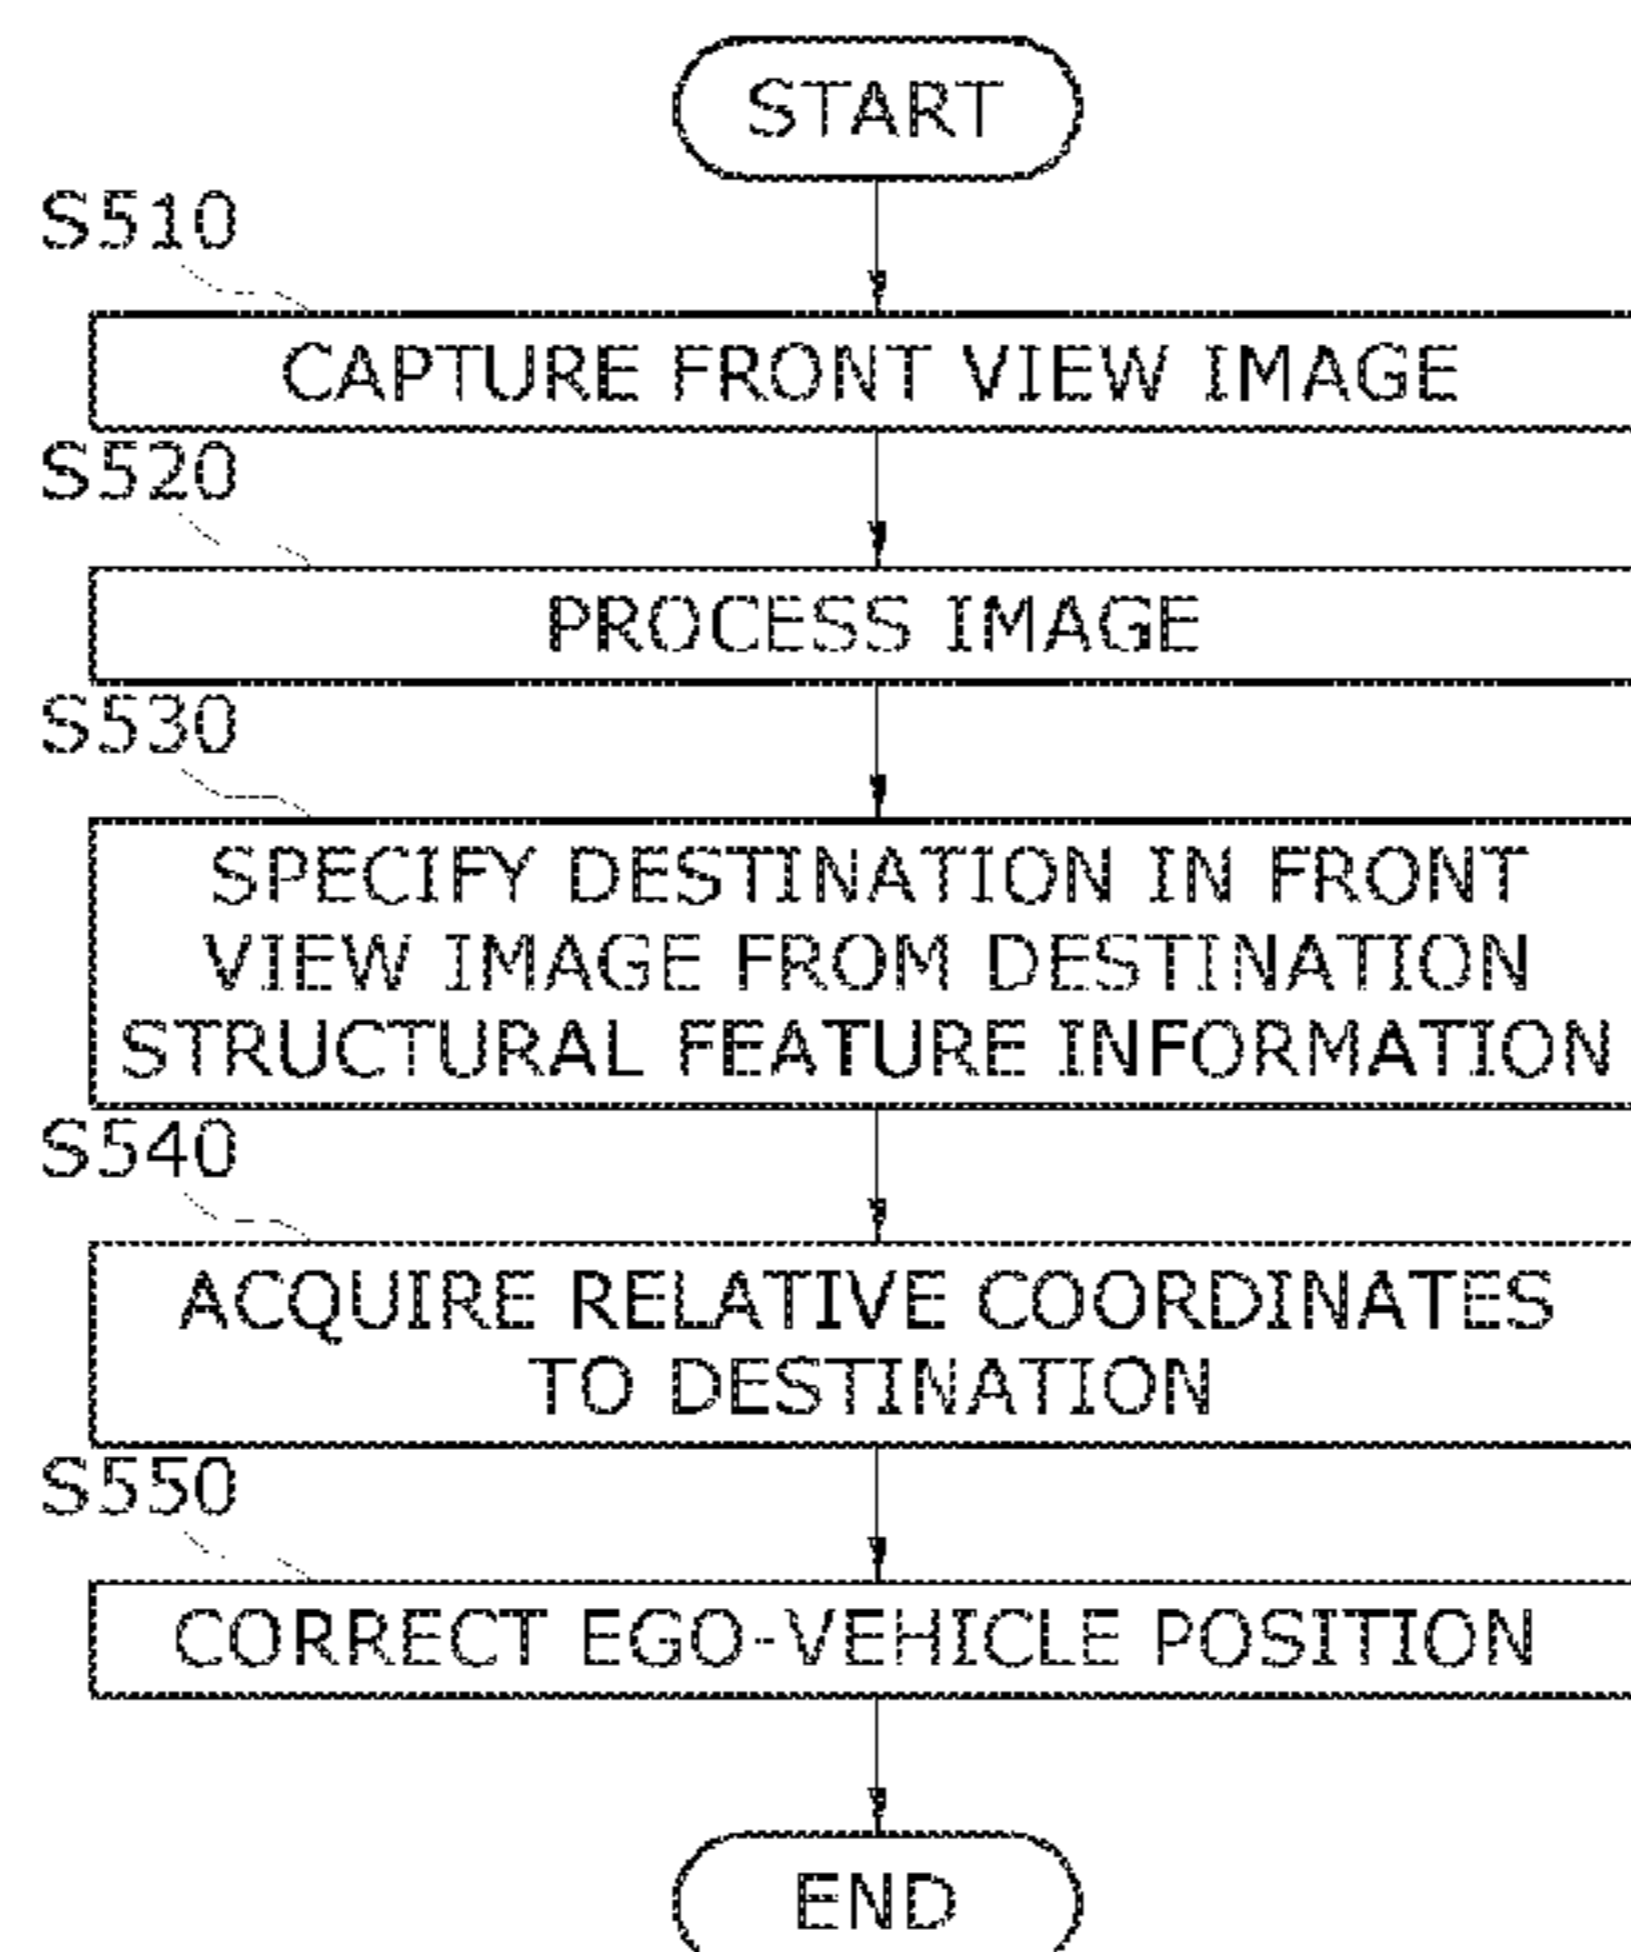 START
S510
CAPTURE FRONT VIEW IMAGE
S520
PROCESS IMAGE
S530
SPECIFY DESTINATION IN FRONT
VIEW IMAGE FROM DESTINATION
STRUCTURAL FEATURE INFORMATION
S540
ACQUIRE RELATIVE COORDINATES
TO DESTINATION
S550
CORRECT EGO-VEHICLE POSITION
END